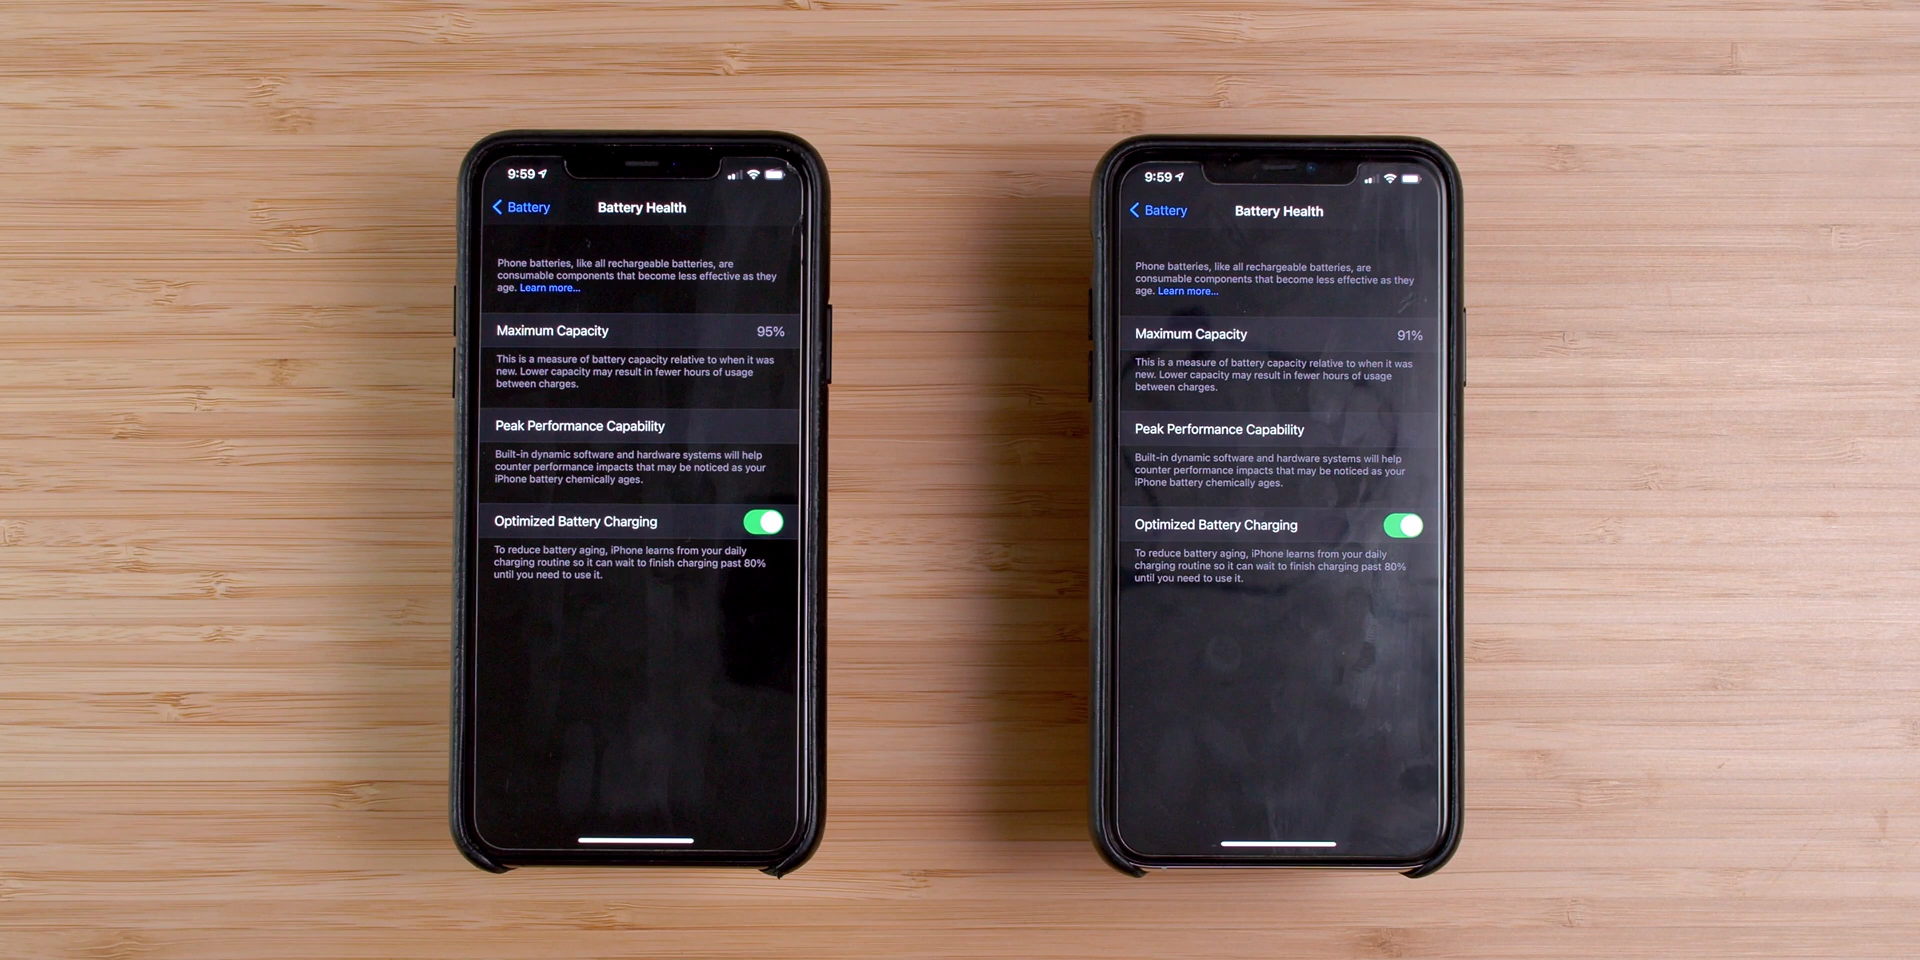 9:59
Battery
Battery Health
Phone batteries, like all rechargeable batteries, are
consumable components that become less effective as they
age. Learn more...
Maximum Capacity 95%
This is a measure of battery capacity relative to when it was
new. Lower capacity may result in fewer hours of usage
between charges.
Peak Performance Capability
Built-in dynamic software and hardware systems will help
counter performance impacts that may be noticed as your
iPhone battery chemically ages.
Optimized Battery Charging
To reduce battery aging, iPhone learns from your daily
charging routine so it can wait to finish charging past 80%
until you need to use it.
9:59
Battery
Battery Health
Phone batteries, like all rechargeable batteries, are
consumable components that become less effective as they
age. Learn more...
Maximum Capacity 91%
This is a measure of battery capacity relative to when it was
new. Lower capacity may result in fewer hours of usage
between charges.
Peak Performance Capability
Built-in dynamic software and hardware systems will help
counter performance impacts that may be noticed as your
iPhone battery chemically ages.
Optimized Battery Charging
To reduce battery aging, iPhone learns from your daily
charging routine so it can wait to finish charging past 80%
until you need to use it.